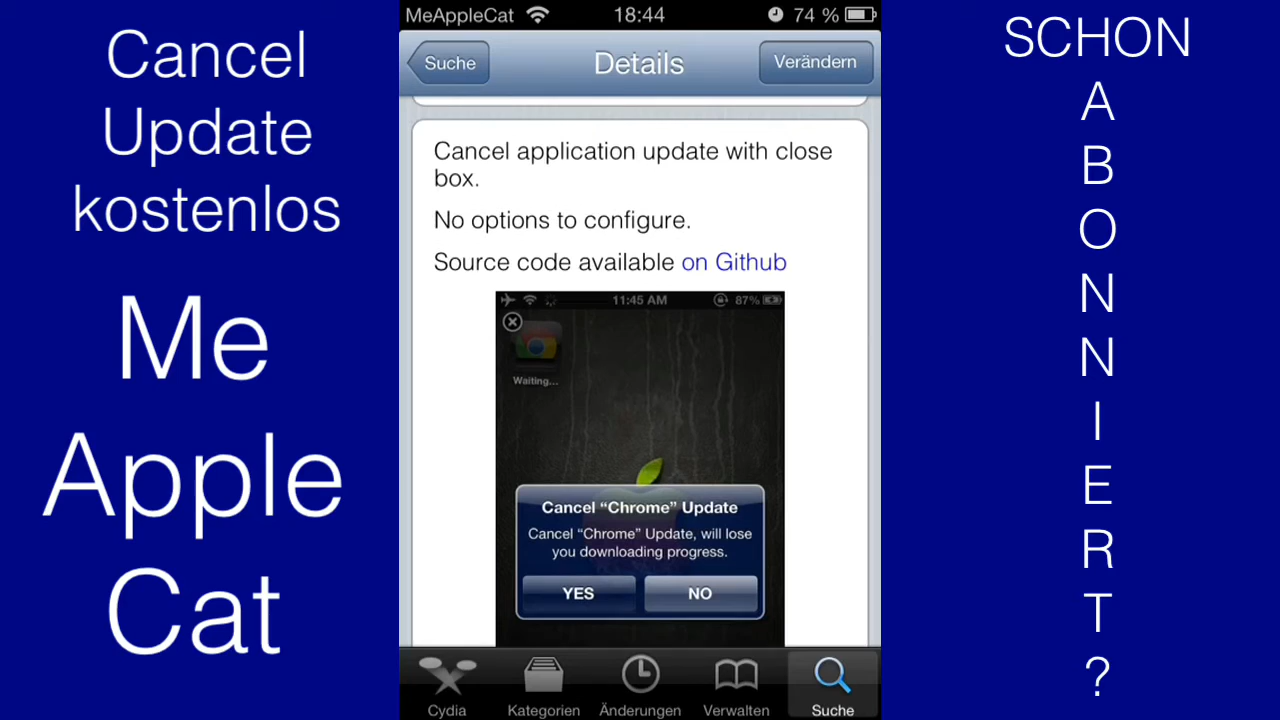 Cancel
Update
kostenlos
Me
Apple
Cat
MeAppleCat 18:44 74 %
Suche Details Verändern
Cancel application update with close
box.
No options to configure.
Source code available on Github
11:45 AM 87%
Waiting...
Cancel “Chrome” Update
Cancel “Chrome” Update, will lose
you downloading progress.
YES NO
Cydia Kategorien Änderungen Verwalten Suche
SCHON
A
B
O
N
N
I
E
R
T
?